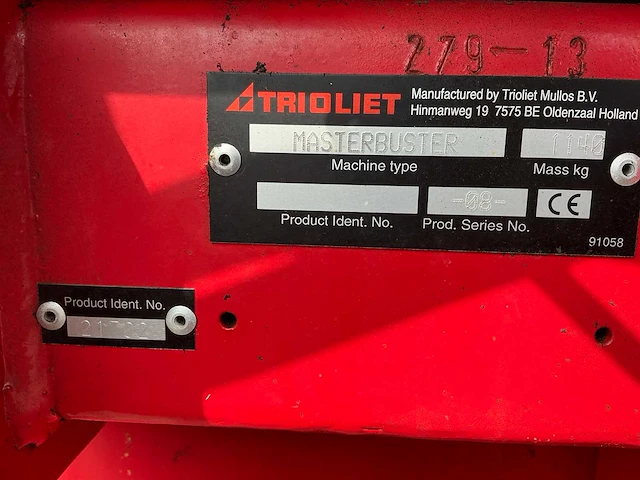 279-13
TRIOLIET
Manufactured by Trioliet Mullos B.V.
Hinmanweg 19 7575 BE Oldenzaal Holland
MASTERBUSTER
1140
Machine type
Mass kg
-08-
CE
Product Ident. No.
Prod. Series No.
91058
Product Ident. No.